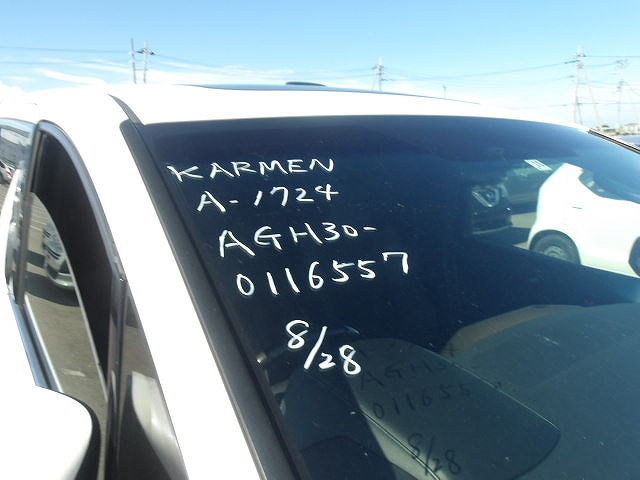 KARMEN
A-1724
AGH30-
0116557
8/28